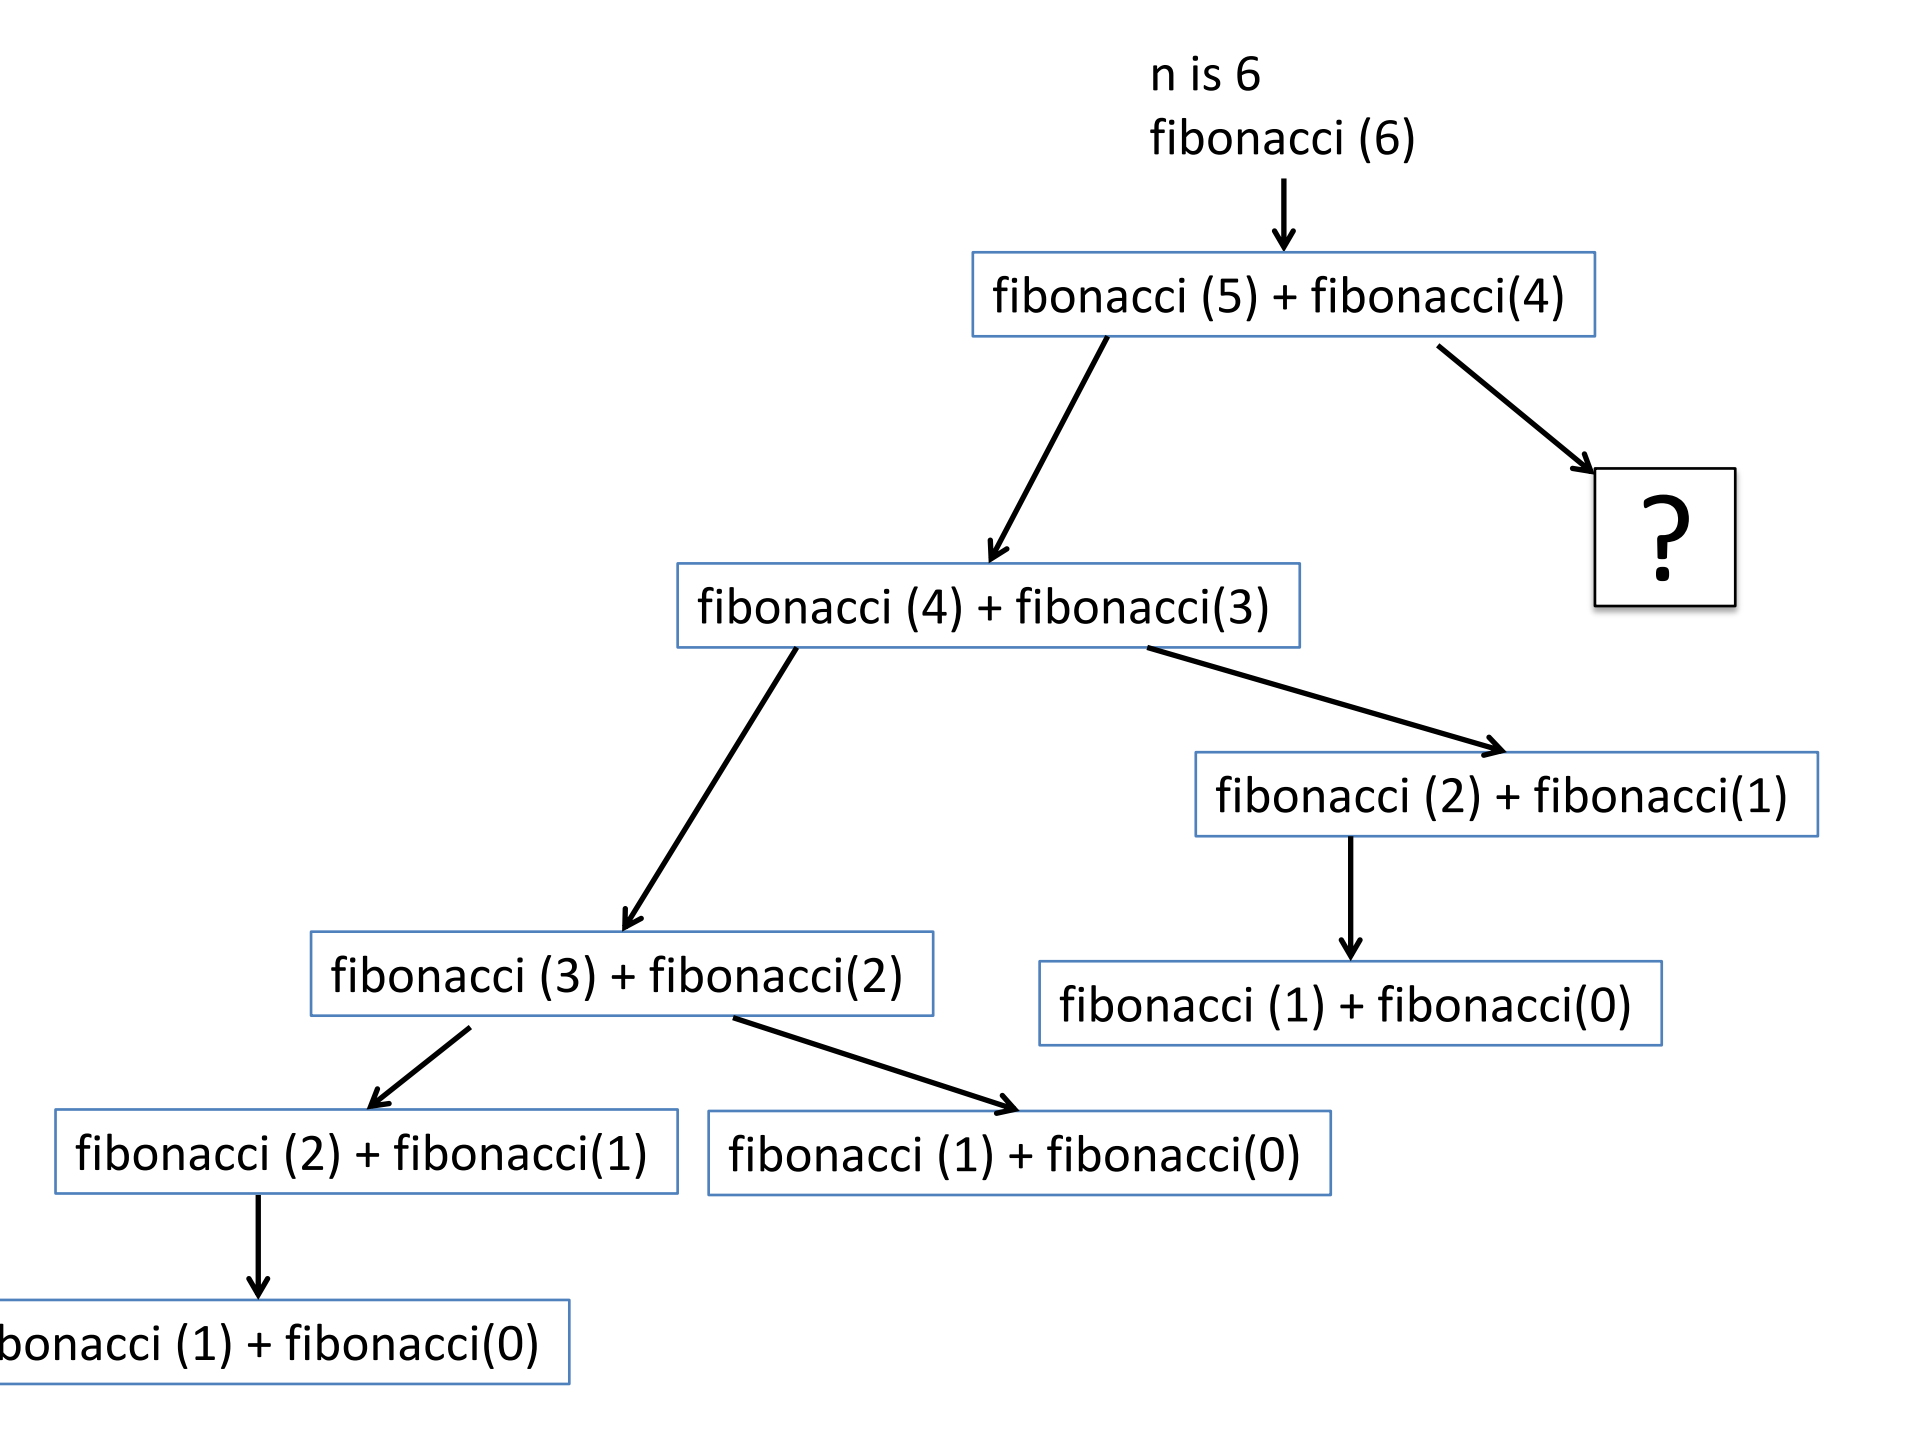 n is 6
fibonacci (6)
fibonacci (5) + fibonacci(4)
?
fibonacci (4) + fibonacci(3)
fibonacci (2) + fibonacci(1)
fibonacci (3) + fibonacci(2)
fibonacci (1) + fibonacci(0)
fibonacci (2) + fibonacci(1)
fibonacci (1) + fibonacci(0)
bonacci (1) + fibonacci(0)